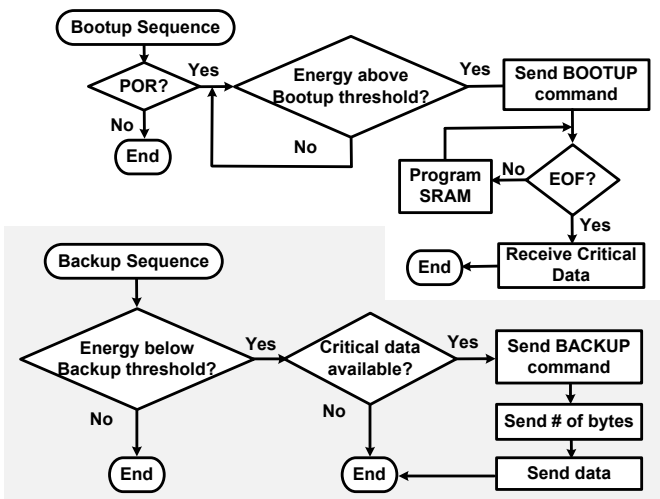 Bootup Sequence
POR?
Yes
No
End
Energy above
Bootup threshold?
Yes
No
Send BOOTUP
command
EOF?
No
Program
SRAM
Yes
Receive Critical
Data
End
Backup Sequence
Energy below
Backup threshold?
Yes
No
End
Critical data
available?
Yes
No
End
Send BACKUP
command
Send # of bytes
Send data